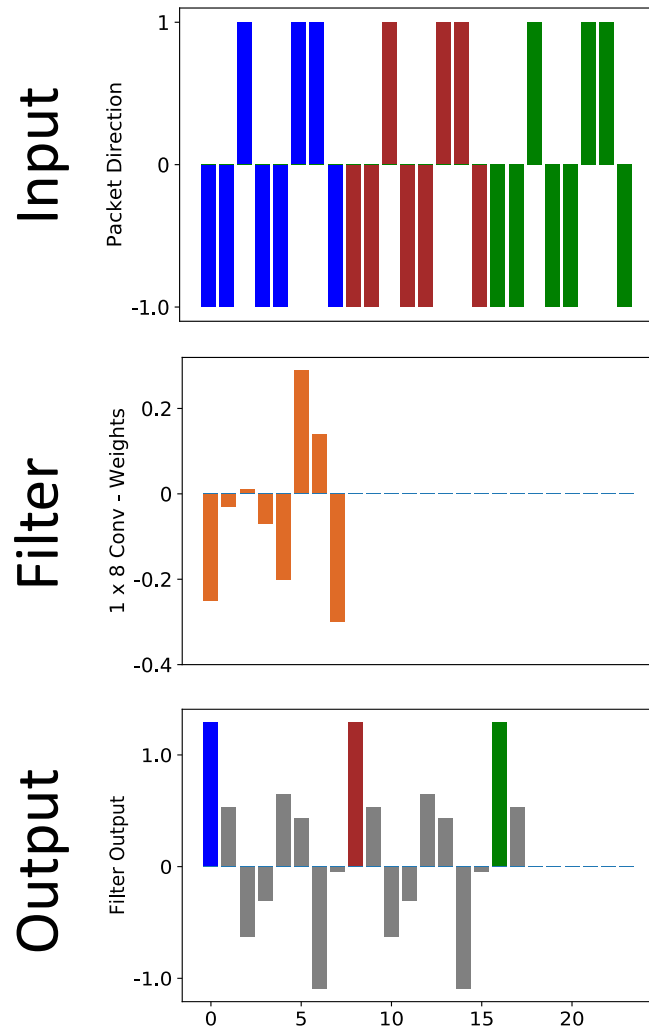 Input
Packet Direction
1
0
-1.0
Filter
1 x 8 Conv - Weights
0.2
0
-0.2
-0.4
Output
Filter Output
1.0
0
-1.0
0 5 10 15 20